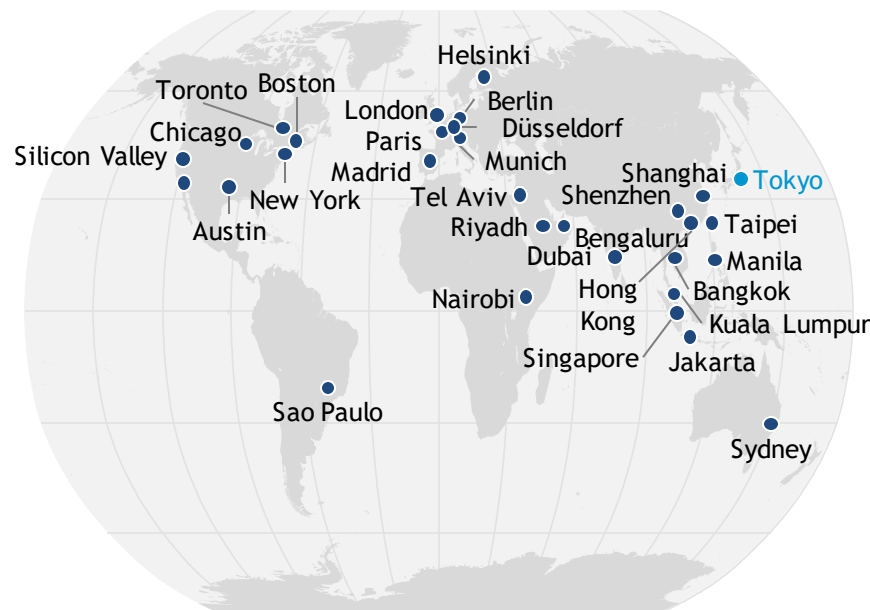 Helsinki
Toronto
Boston
Berlin
London
Chicago
Düsseldorf
Paris
Silicon Valley
Munich
Madrid
Shanghai
Tokyo
New York
Tel Aviv
Shenzhen
Austin
Riyadh
Taipei
Bengaluru
Dubai
Manila
Hong
Kong
Bangkok
Nairobi
Kuala Lumpur
Singapore
Jakarta
Sao Paulo
Sydney